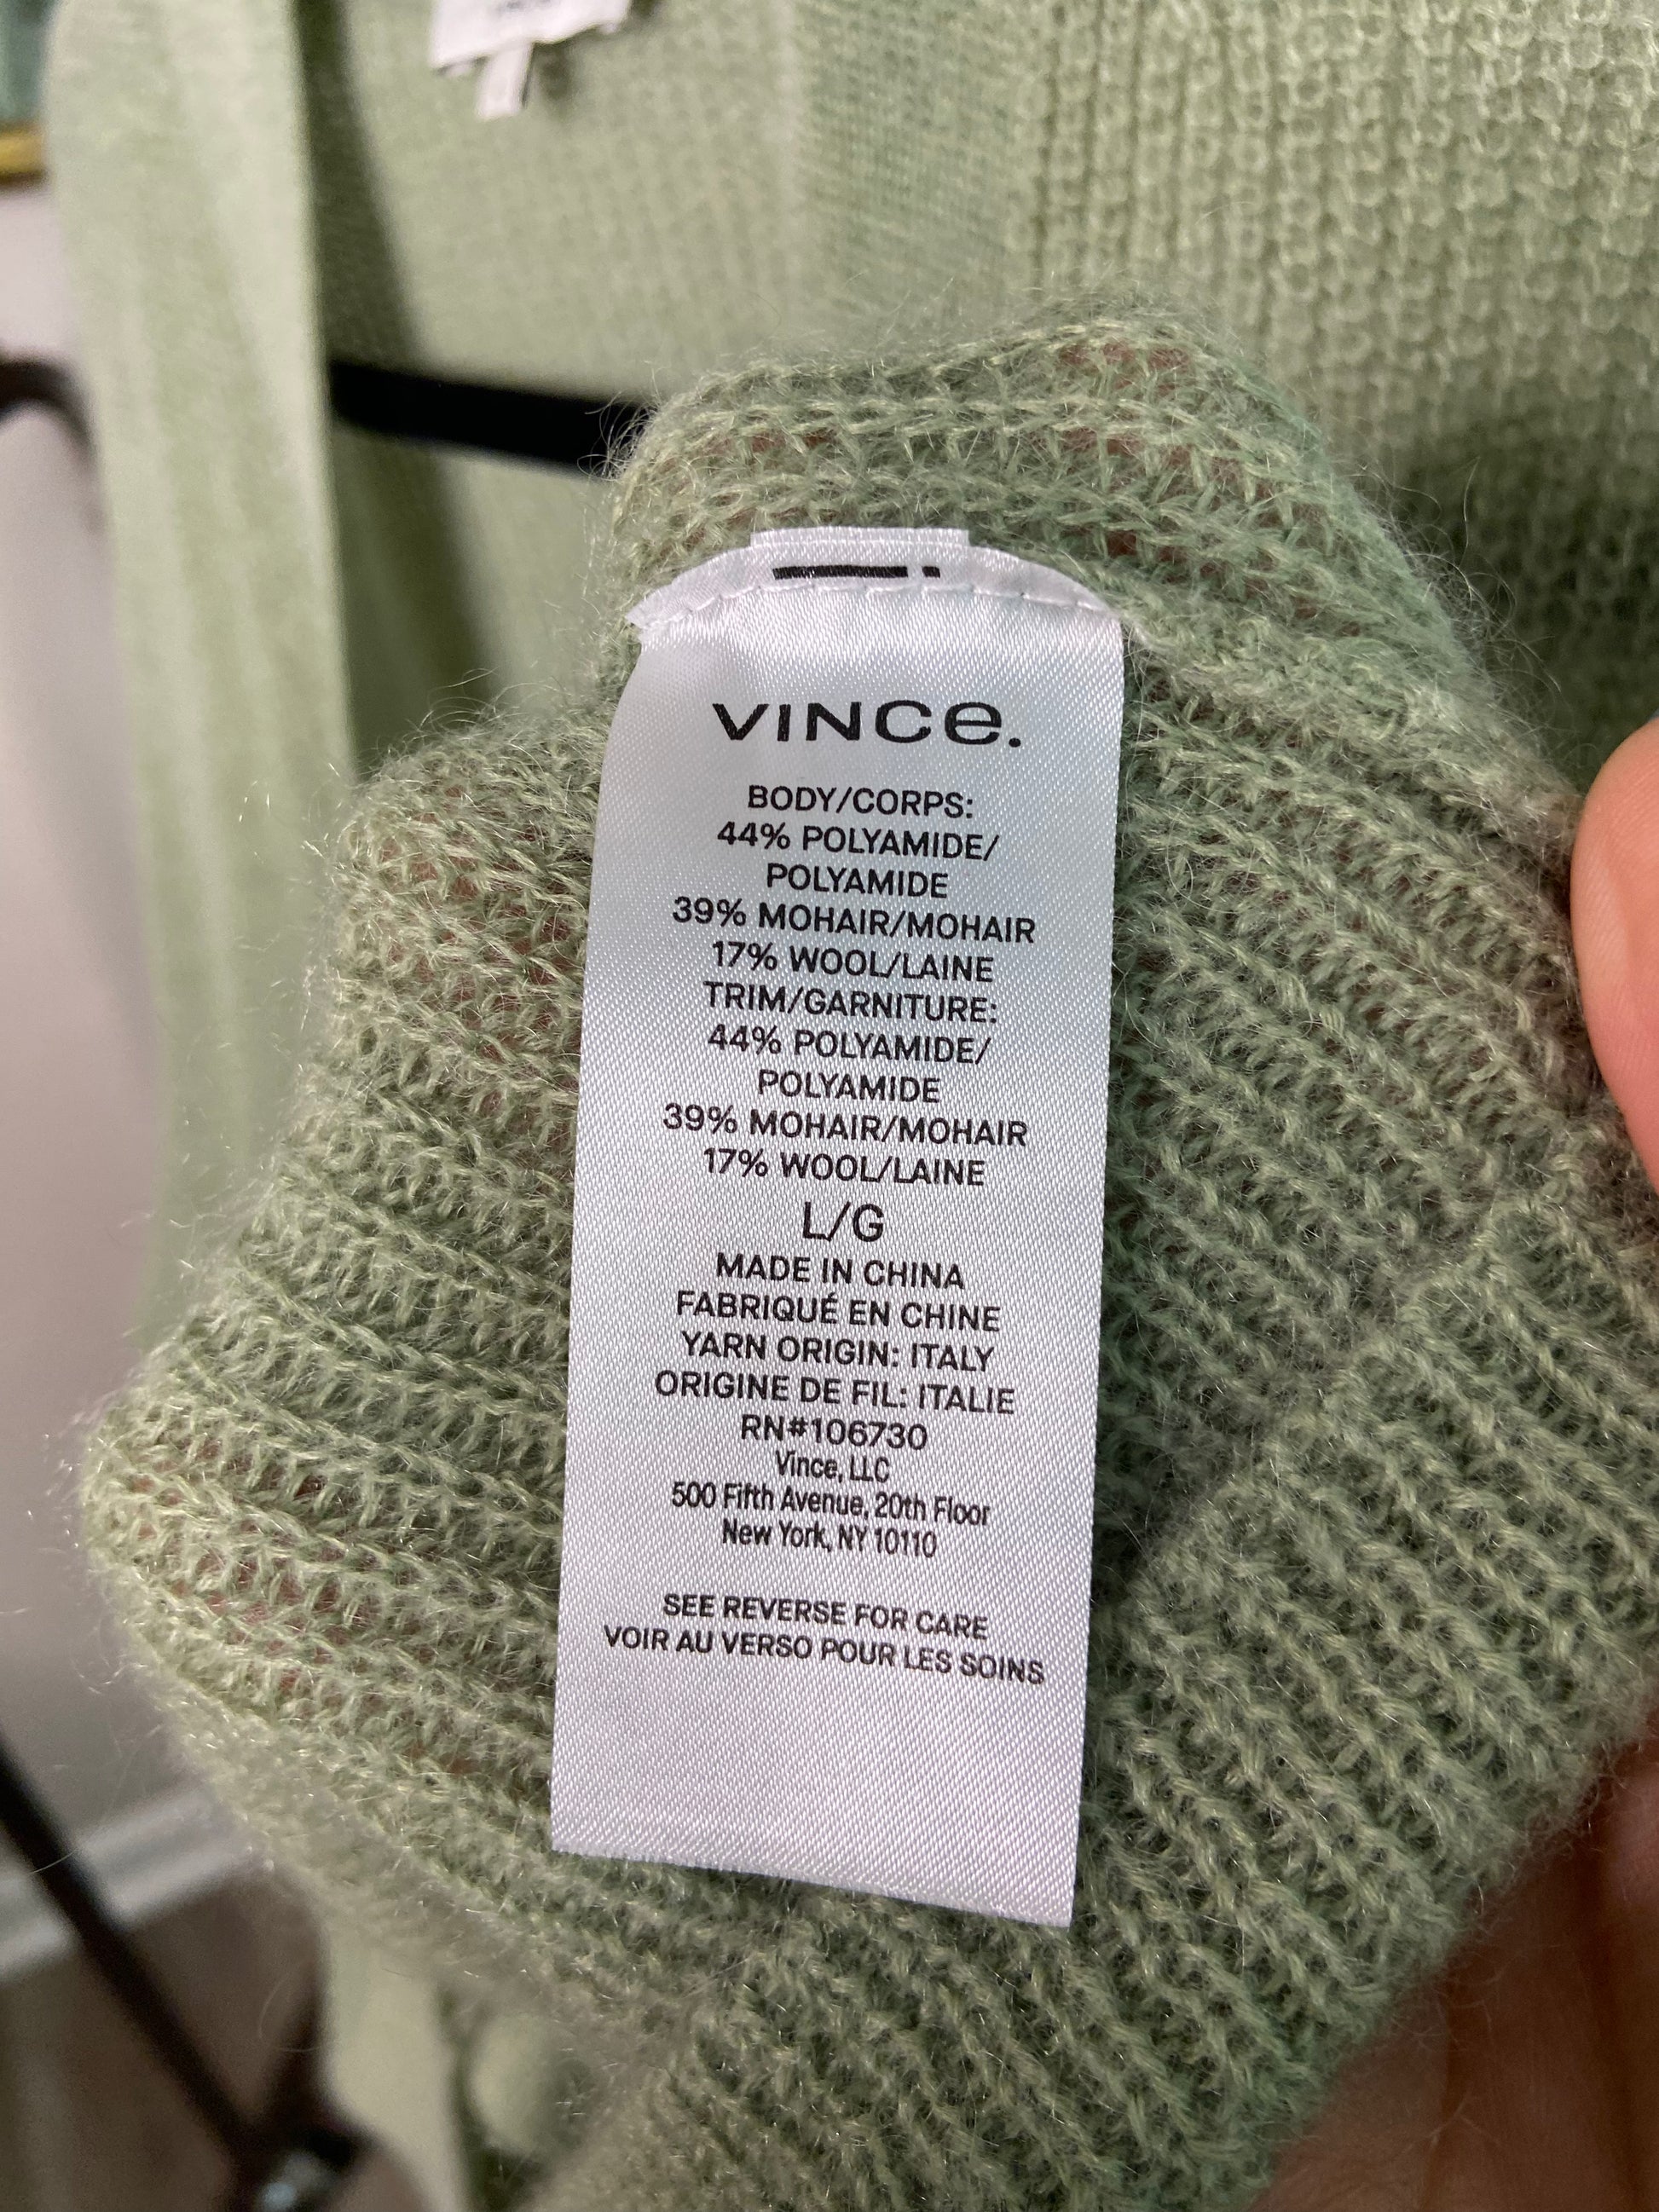 VINCE.
BODY/CORPS:
44% POLYAMIDE/
POLYAMIDE
39% MOHAIR/MOHAIR
17% WOOL/LAINE
TRIM/GARNITURE:
44% POLYAMIDE/
POLYAMIDE
39% MOHAIR/MOHAIR
17% WOOL/LAINE
L/G
MADE IN CHINA
FABRIQUÉ EN CHINE
YARN ORIGIN: ITALY
ORIGINE DE FIL: ITALIE
RN#106730
Vince, LLC
500 Fifth Avenue, 20th Floor
New York, NY 10110
SEE REVERSE FOR CARE
VOIR AU VERSO POUR LES SOINS